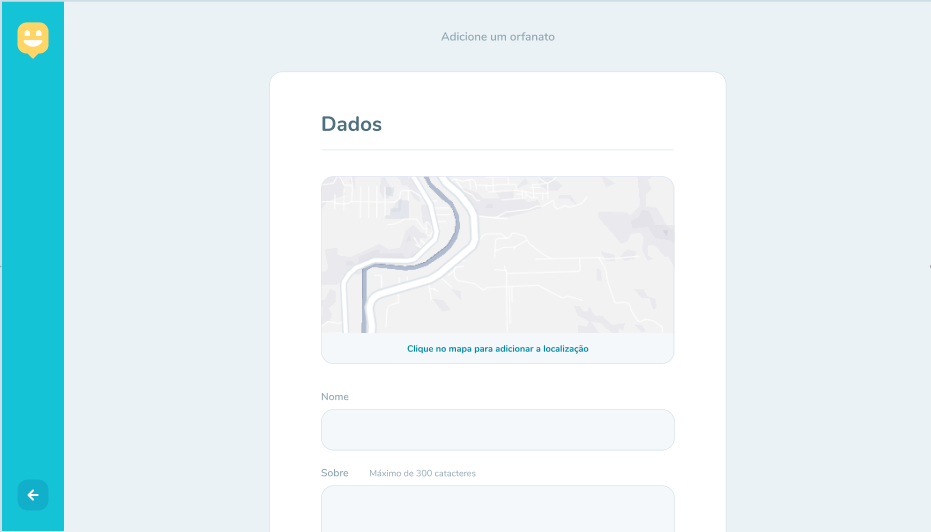 Adicione um orfanato
Dados
Clique no mapa para adicionar a localização
Nome
Sobre Máximo de 300 catacteres